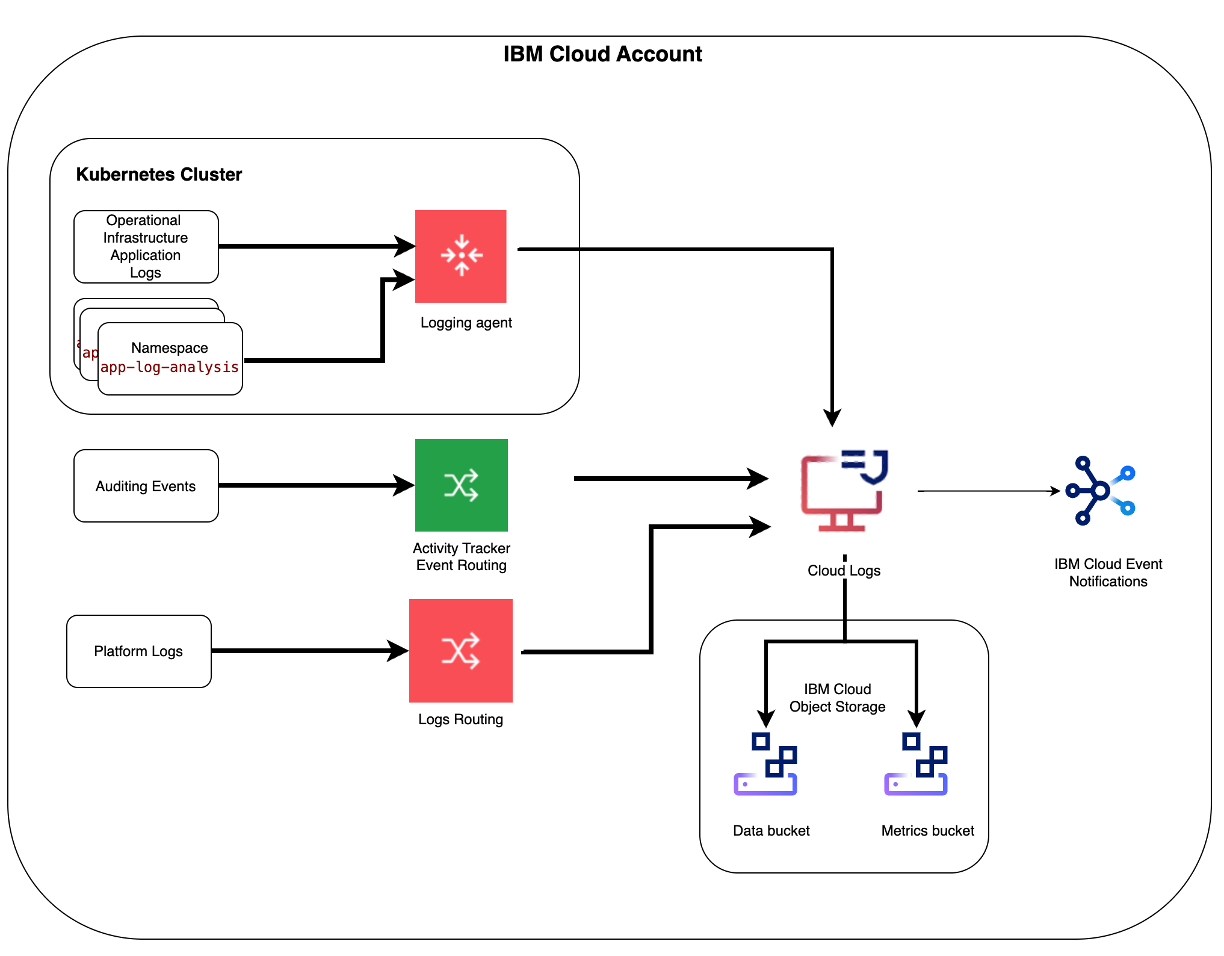 IBM Cloud Account
Kubernetes Cluster
Operational
Infrastructure
Application
Logs
Logging agent
a
ap
Namespace
app-log-analysis
Auditing Events
Activity Tracker
Event Routing
Cloud Logs
IBM Cloud Event
Notifications
Platform Logs
Logs Routing
IBM Cloud
Object Storage
Data bucket
Metrics bucket